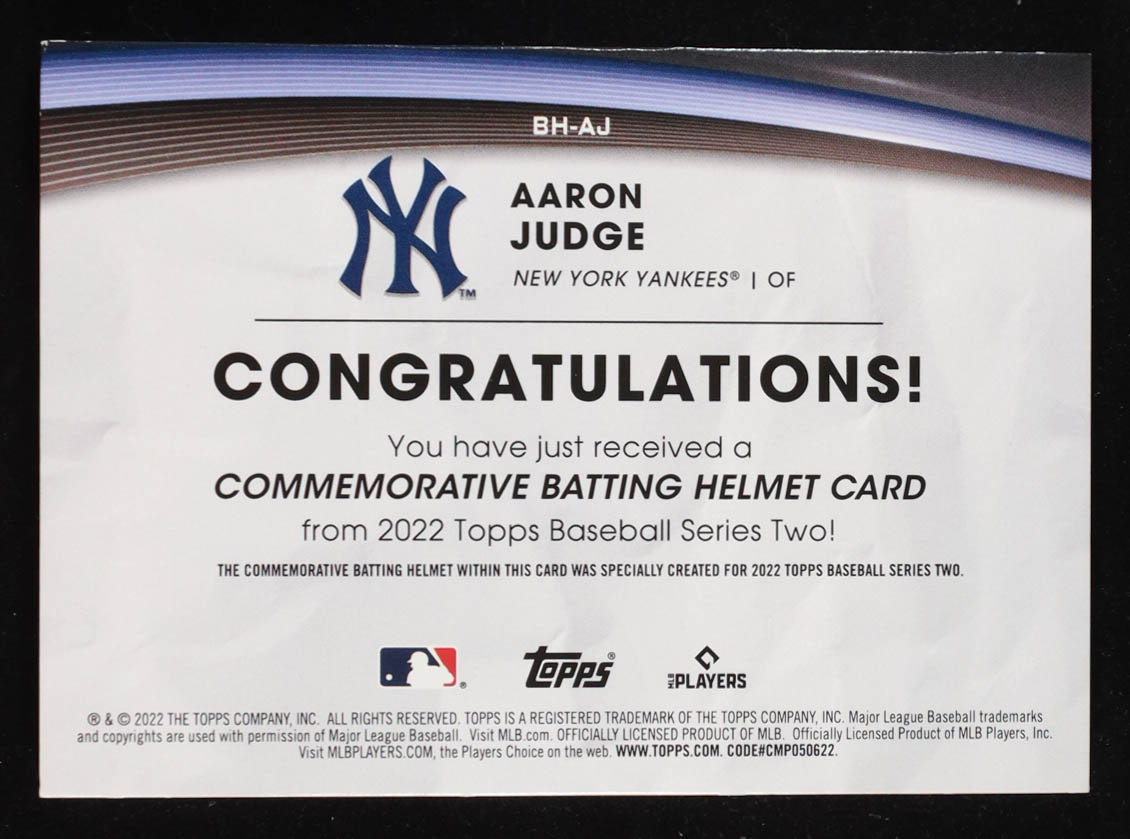 BH-AJ
NY
TM
AARON
JUDGE
NEW YORK YANKEES® | OF
CONGRATULATIONS!
You have just received a
COMMEMORATIVE BATTING HELMET CARD
from 2022 Topps Baseball Series Two!
THE COMMEMORATIVE BATTING HELMET WITHIN THIS CARD WAS SPECIALLY CREATED FOR 2022 TOPPS BASEBALL SERIES TWO.
® topps® MLB PLAYERS
® & © 2022 THE TOPPS COMPANY, INC. ALL RIGHTS RESERVED. TOPPS IS A REGISTERED TRADEMARK OF THE TOPPS COMPANY, INC. Major League Baseball trademarks
and copyrights are used with permission of Major League Baseball. Visit MLB.com. OFFICIALLY LICENSED PRODUCT OF MLB. Officially Licensed Product of MLB Players, Inc.
Visit MLBPLAYERS.COM, the Players Choice on the web. WWW.TOPPS.COM. CODE#CMP050622.